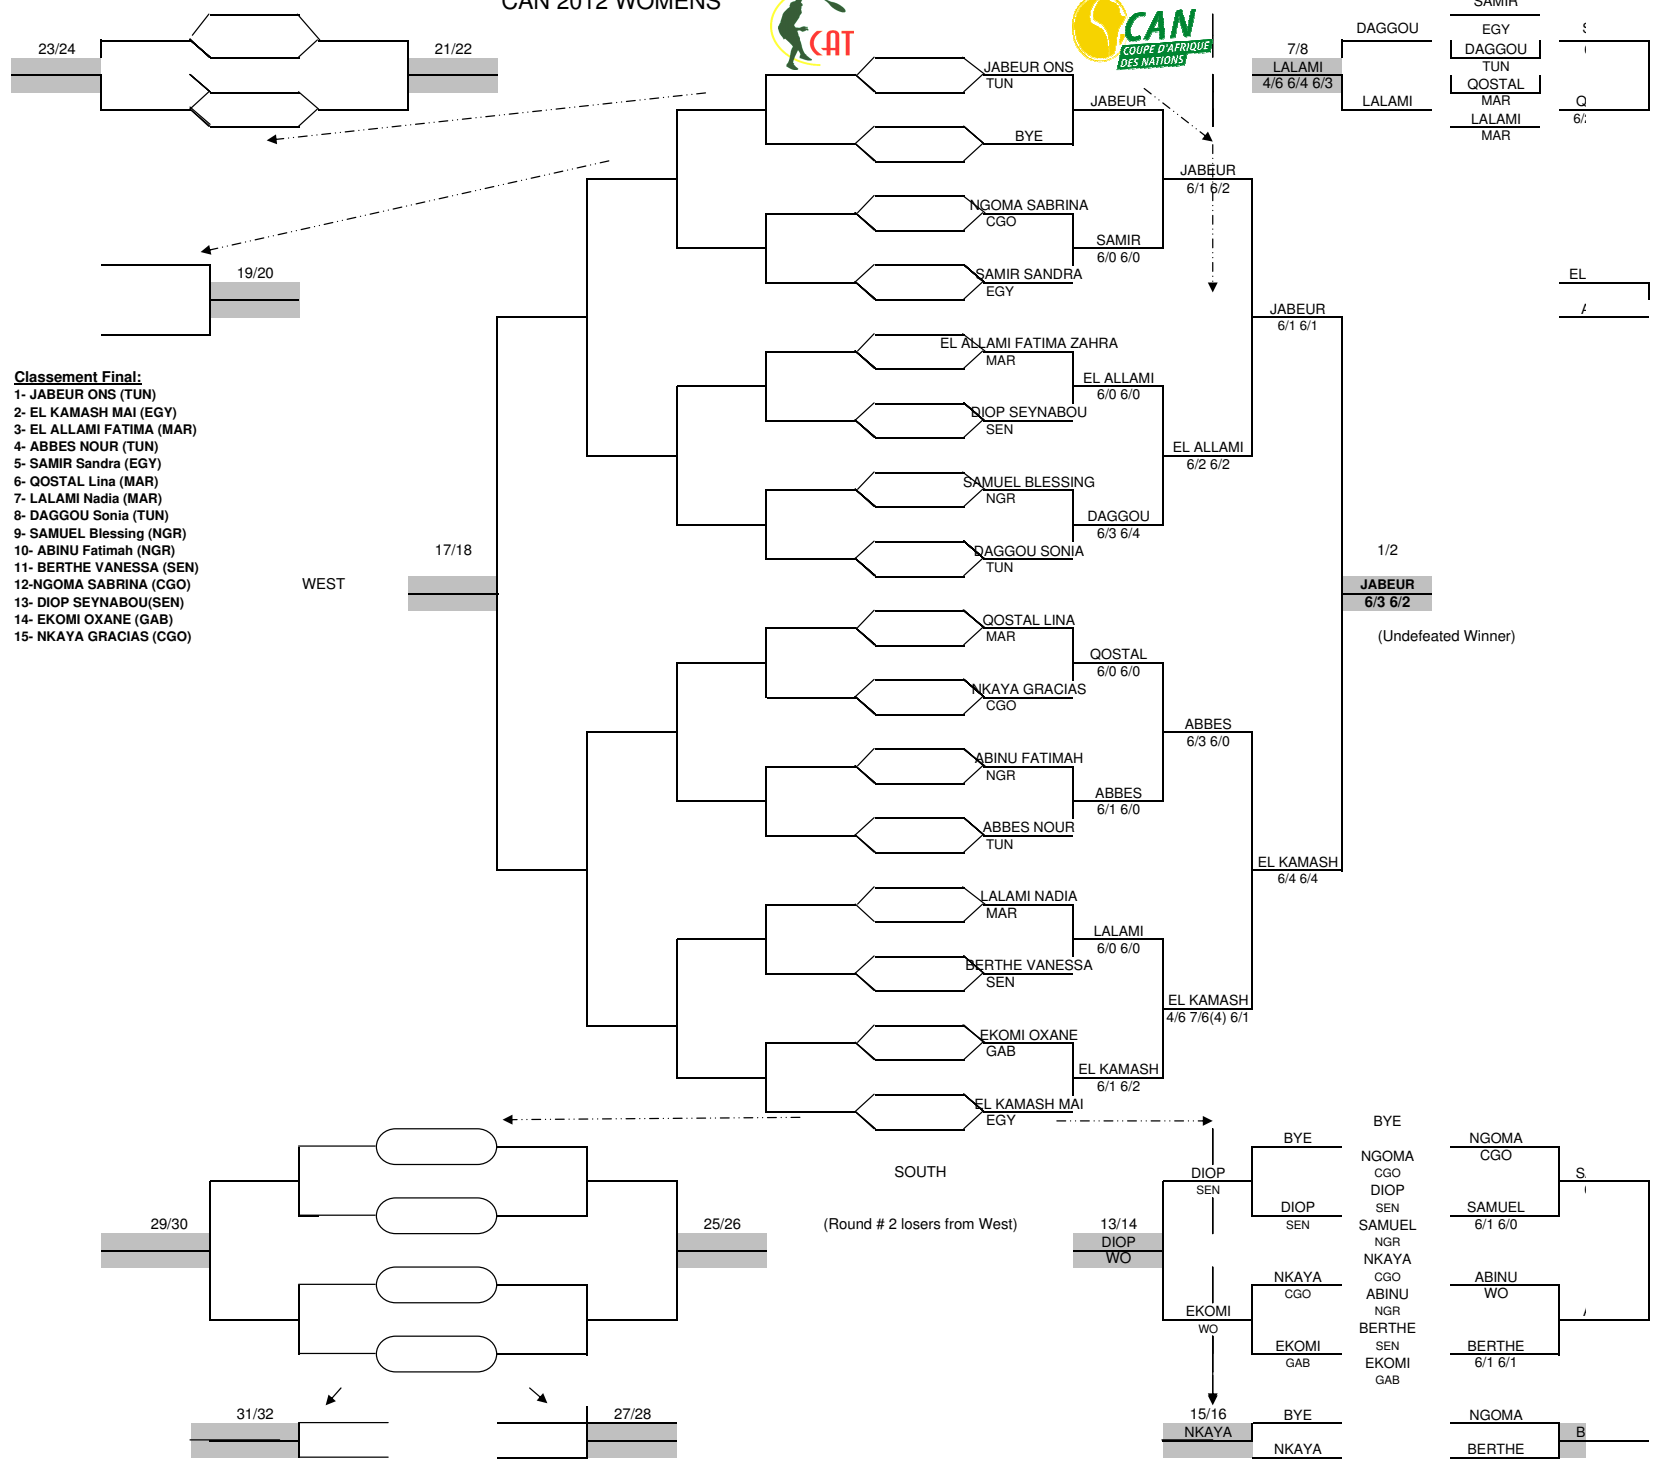 CAN 2012 WOMENS
CAT
CAN
COUPE D'AFRIQUE
DES NATIONS
23/24
21/22
19/20
Classement Final:
1- JABEUR ONS (TUN)
2- EL KAMASH MAI (EGY)
3- EL ALLAMI FATIMA (MAR)
4- ABBES NOUR (TUN)
5- SAMIR Sandra (EGY)
6- QOSTAL Lina (MAR)
7- LALAMI Nadia (MAR)
8- DAGGOU Sonia (TUN)
9- SAMUEL Blessing (NGR)
10- ABINU Fatimah (NGR)
11- BERTHE VANESSA (SEN)
12-NGOMA SABRINA (CGO)
13- DIOP SEYNABOU(SEN)
14- EKOMI OXANE (GAB)
15- NKAYA GRACIAS (CGO)
17/18
WEST
JABEUR ONS
TUN
BYE
NGOMA SABRINA
CGO
SAMIR SANDRA
EGY
EL ALLAMI FATIMA ZAHRA
MAR
DIOP SEYNABOU
SEN
SAMUEL BLESSING
NGR
DAGGOU SONIA
TUN
QOSTAL LINA
MAR
NKAYA GRACIAS
CGO
ABINU FATIMAH
NGR
ABBES NOUR
TUN
LALAMI NADIA
MAR
BERTHE VANESSA
SEN
EKOMI OXANE
GAB
EL KAMASH MAI
EGY
JABEUR
SAMIR
6/0 6/0
EL ALLAMI
6/0 6/0
DAGGOU
6/3 6/4
QOSTAL
6/0 6/0
ABBES
6/1 6/0
LALAMI
6/0 6/0
EL KAMASH
6/1 6/2
JABEUR
6/1 6/2
EL ALLAMI
6/2 6/2
ABBES
6/3 6/0
EL KAMASH
4/6 7/6(4) 6/1
JABEUR
6/1 6/1
EL KAMASH
6/4 6/4
1/2
JABEUR
6/3 6/2
(Undefeated Winner)
7/8
LALAMI
4/6 6/4 6/3
DAGGOU
LALAMI
SAMIR
EGY
DAGGOU
TUN
QOSTAL
MAR
LALAMI
MAR
Q
EL
SOUTH
(Round # 2 losers from West)
29/30
25/26
31/32
27/28
13/14
DIOP
WO
DIOP
SEN
EKOMI
WO
BYE
DIOP
SEN
NKAYA
CGO
EKOMI
GAB
BYE
NGOMA
CGO
DIOP
SEN
SAMUEL
NGR
NKAYA
CGO
ABINU
NGR
BERTHE
SEN
EKOMI
GAB
NGOMA
CGO
SAMUEL
6/1 6/0
ABINU
WO
BERTHE
6/1 6/1
15/16
NKAYA
BYE
NKAYA
NGOMA
BERTHE
B